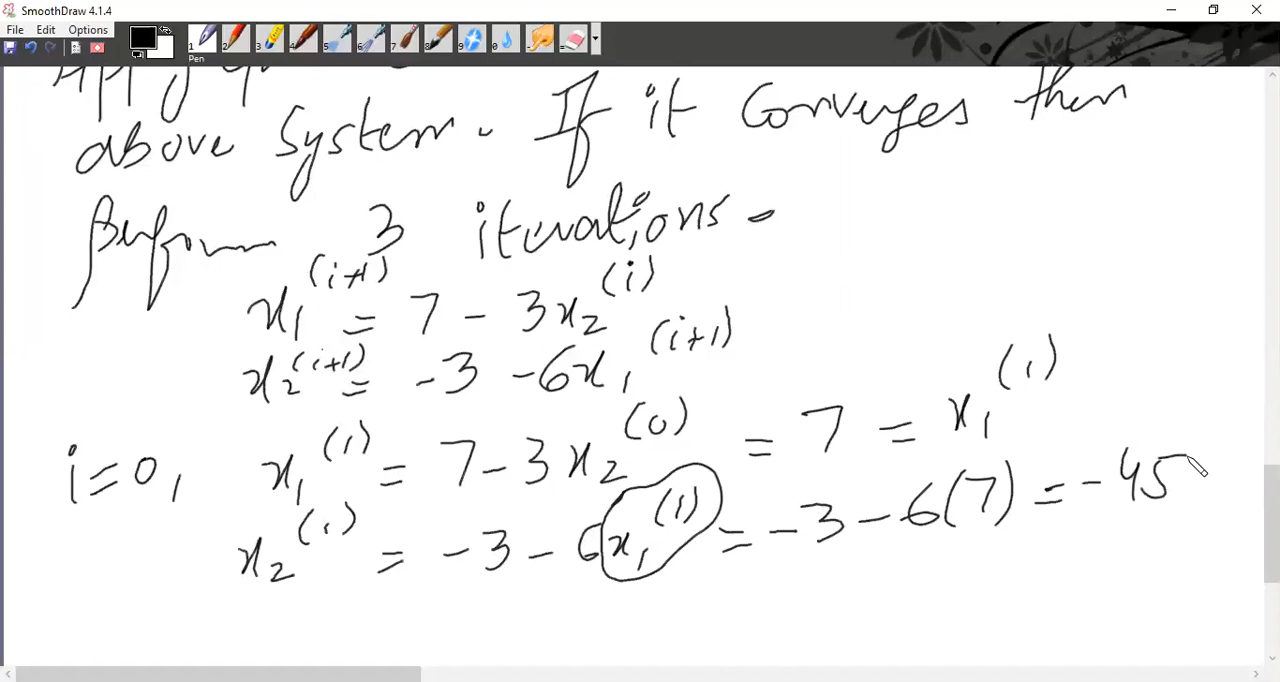 SmoothDraw 4.1.4
File Edit Options
Pen
above System. If it Converges then
Perform 3 iterations.
x₁⁽ⁱ⁺¹⁾ = 7 - 3x₂⁽ⁱ⁾
x₂⁽ⁱ⁺¹⁾ = -3 - 6x₁⁽ⁱ⁺¹⁾
i=0, x₁⁽¹⁾ = 7 - 3x₂⁽⁰⁾ = 7 = x₁⁽¹⁾
x₂⁽¹⁾ = -3 - 6x₁⁽¹⁾ = -3 - 6(7) = -45